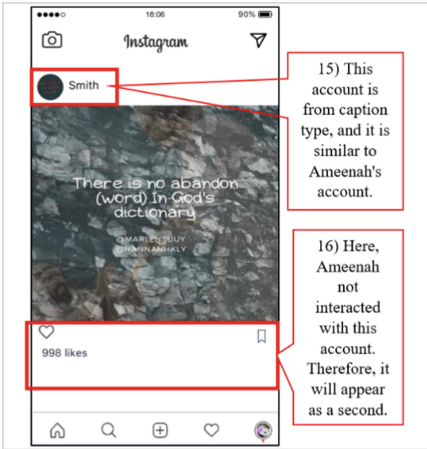 18:06
90%
Instagram
Smith
There is no abandon
(word) In God's
dictionary
@MARLENSUUY
@HANNANHKLY
998 likes
15) This
account is
from caption
type, and it is
similar to
Ameenah's
account.
16) Here,
Ameenah
not
interacted
with this
account.
Therefore, it
will appear
as a second.